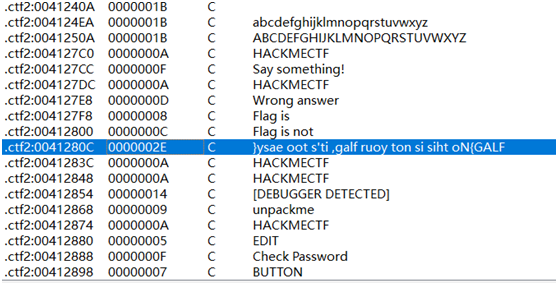 .ctf2:0041240A 0000001B C
.ctf2:004124EA 0000001B C abcdefghijklmnopqrstuvwxyz
.ctf2:0041250A 0000001B C ABCDEFGHIJKLMNOPQRSTUVWXYZ
.ctf2:004127C0 0000000A C HACKMECTF
.ctf2:004127CC 0000000F C Say something!
.ctf2:004127DC 0000000A C HACKMECTF
.ctf2:004127E8 0000000D C Wrong answer
.ctf2:004127F8 00000008 C Flag is
.ctf2:00412800 0000000C C Flag is not
.ctf2:0041280C 0000002E C }ysae oot s'ti ,galf ruoy ton si siht oN{GALF
.ctf2:0041283C 0000000A C HACKMECTF
.ctf2:00412848 0000000A C HACKMECTF
.ctf2:00412854 00000014 C [DEBUGGER DETECTED]
.ctf2:00412868 00000009 C unpackme
.ctf2:00412874 0000000A C HACKMECTF
.ctf2:00412880 00000005 C EDIT
.ctf2:00412888 0000000F C Check Password
.ctf2:00412898 00000007 C BUTTON